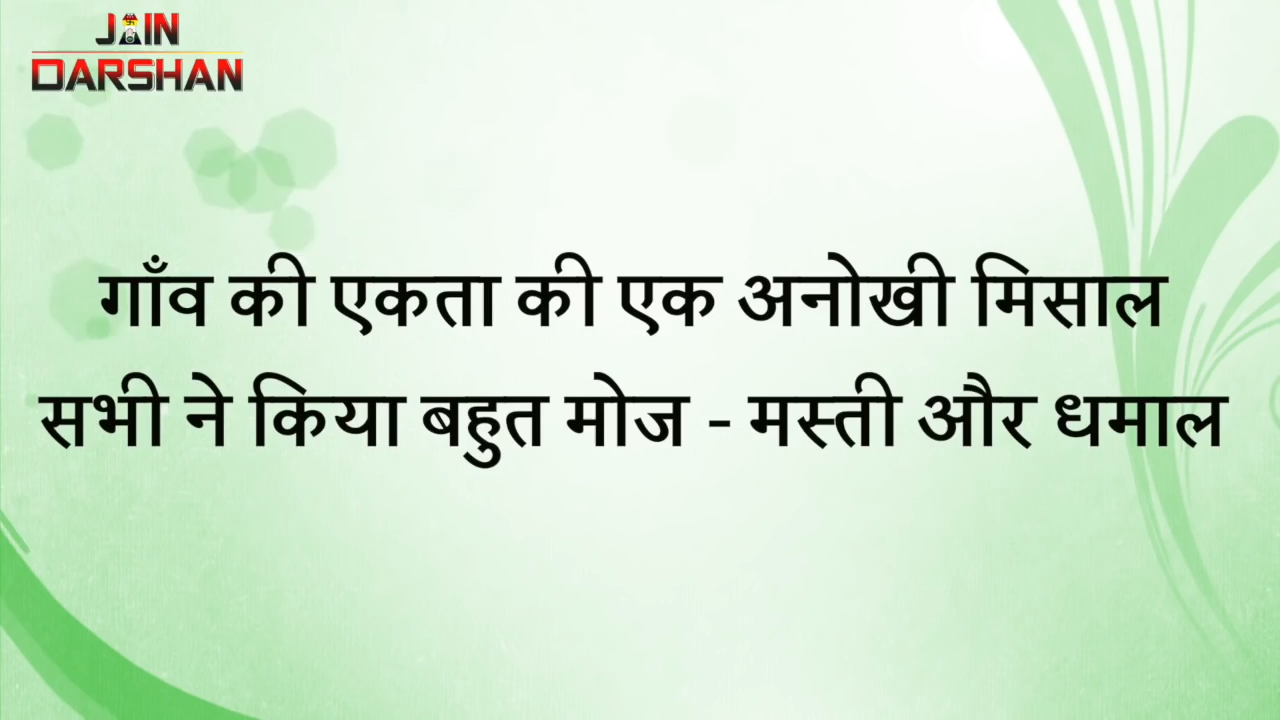 JAIN
DARSHAN
गाँव की एकता की एक अनोखी मिसाल
सभी ने किया बहुत मोज - मस्ती और धमाल